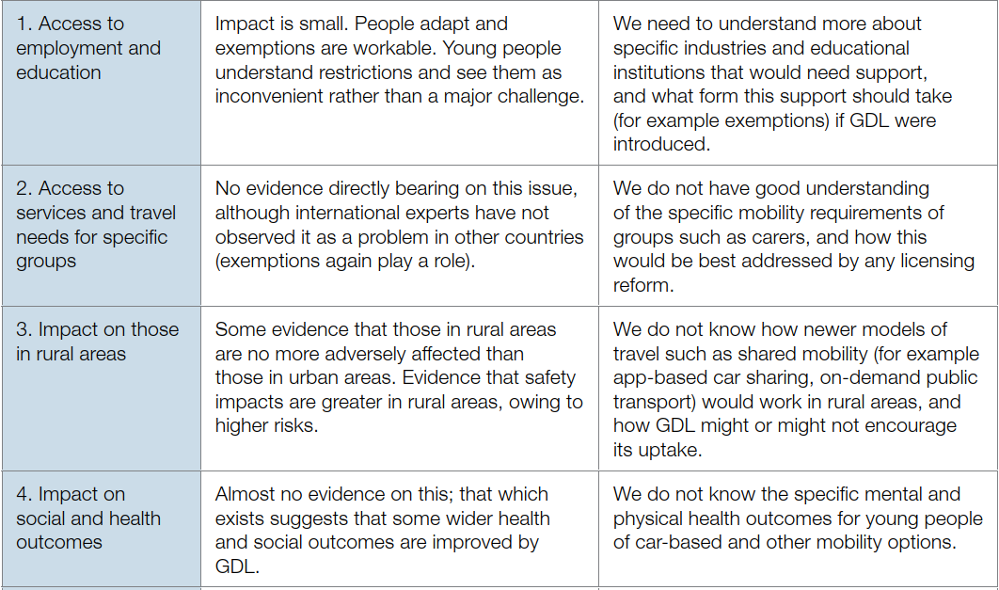 1. Access to
employment and
education
Impact is small. People adapt and
exemptions are workable. Young people
understand restrictions and see them as
inconvenient rather than a major challenge.
We need to understand more about
specific industries and educational
institutions that would need support,
and what form this support should take
(for example exemptions) if GDL were
introduced.
2. Access to
services and travel
needs for specific
groups
No evidence directly bearing on this issue,
although international experts have not
observed it as a problem in other countries
(exemptions again play a role).
We do not have good understanding
of the specific mobility requirements of
groups such as carers, and how this
would be best addressed by any licensing
reform.
3. Impact on those
in rural areas
Some evidence that those in rural areas
are no more adversely affected than
those in urban areas. Evidence that safety
impacts are greater in rural areas, owing to
higher risks.
We do not know how newer models of
travel such as shared mobility (for example
app-based car sharing, on-demand public
transport) would work in rural areas, and
how GDL might or might not encourage
its uptake.
4. Impact on
social and health
outcomes
Almost no evidence on this; that which
exists suggests that some wider health
and social outcomes are improved by
GDL.
We do not know the specific mental and
physical health outcomes for young people
of car-based and other mobility options.